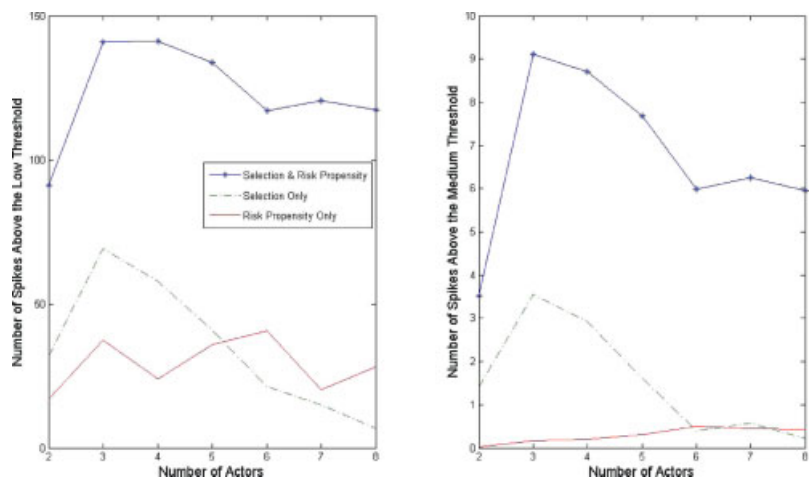 150
100
50
0
Number of Spikes Above the Low Threshold
Selection & Risk Propensity
Selection Only
Risk Propensity Only
2 3 4 5 6 7 8
Number of Actors
10
9
8
7
6
5
4
3
2
1
0
Number of Spikes Above the Medium Threshold
2 3 4 5 6 7 8
Number of Actors